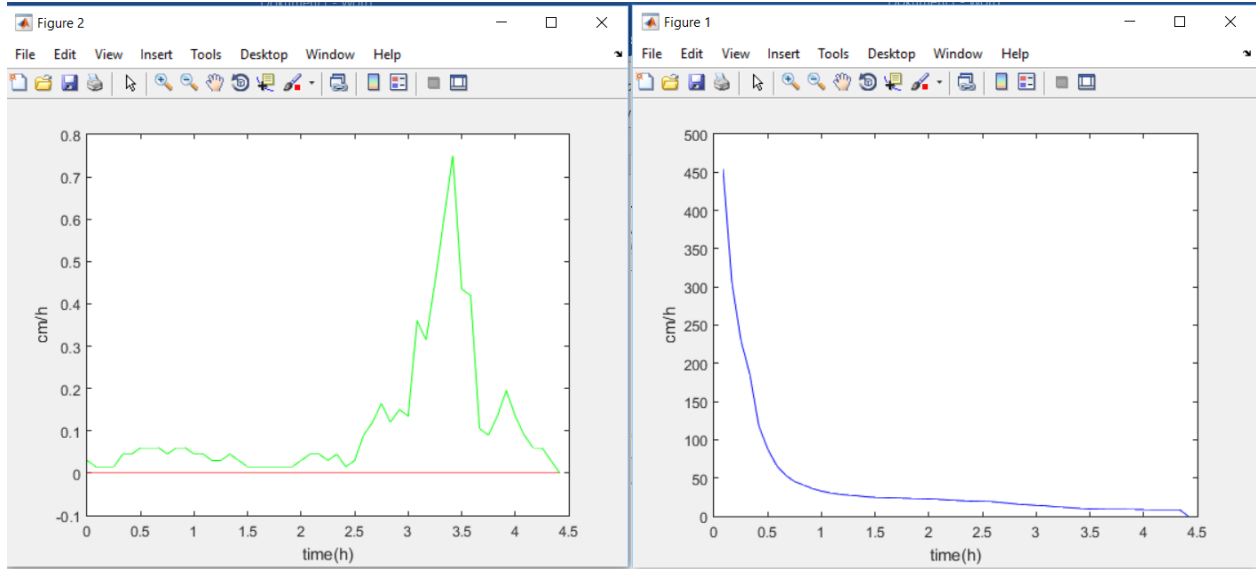 Figure 2
File Edit View Insert Tools Desktop Window Help
0.8
0.7
0.6
0.5
0.4
0.3
0.2
0.1
0
-0.1
cm/h
0 0.5 1 1.5 2 2.5 3 3.5 4 4.5
time(h)
Figure 1
File Edit View Insert Tools Desktop Window Help
500
450
400
350
300
250
200
150
100
50
0
cm/h
0 0.5 1 1.5 2 2.5 3 3.5 4 4.5
time(h)